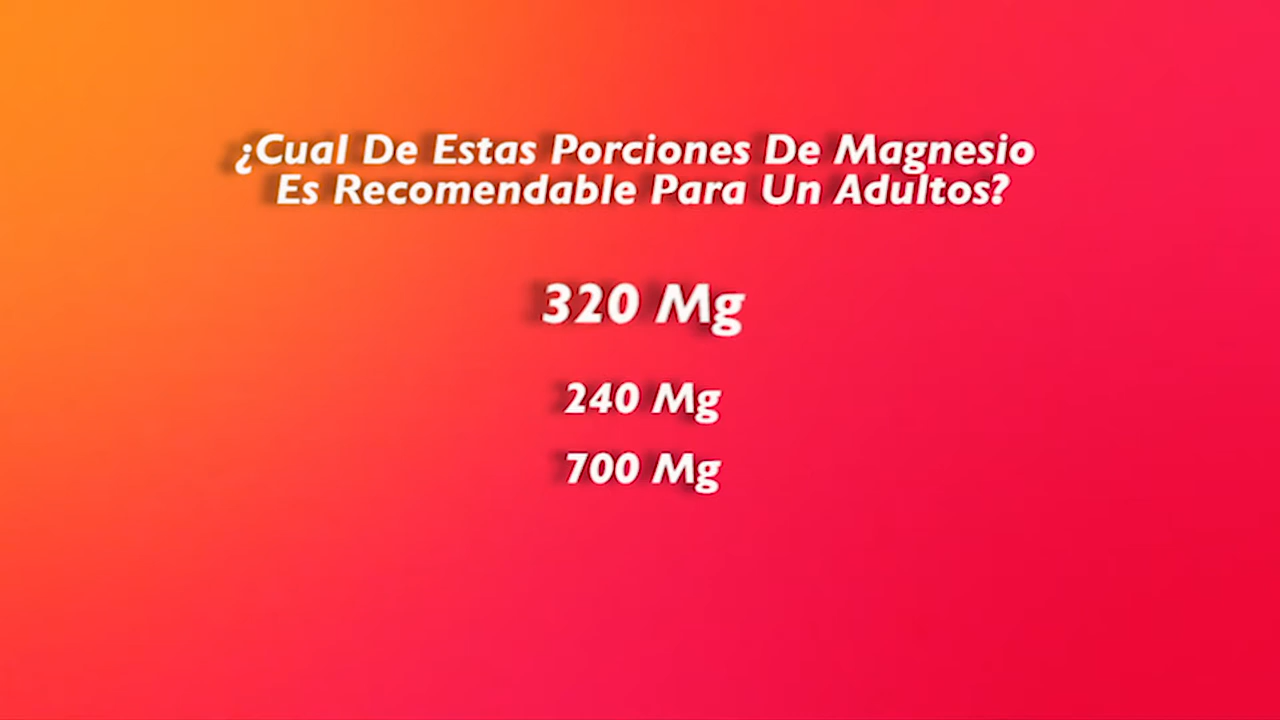 ¿Cual De Estas Porciones De Magnesio
Es Recomendable Para Un Adultos?
320 Mg
240 Mg
700 Mg